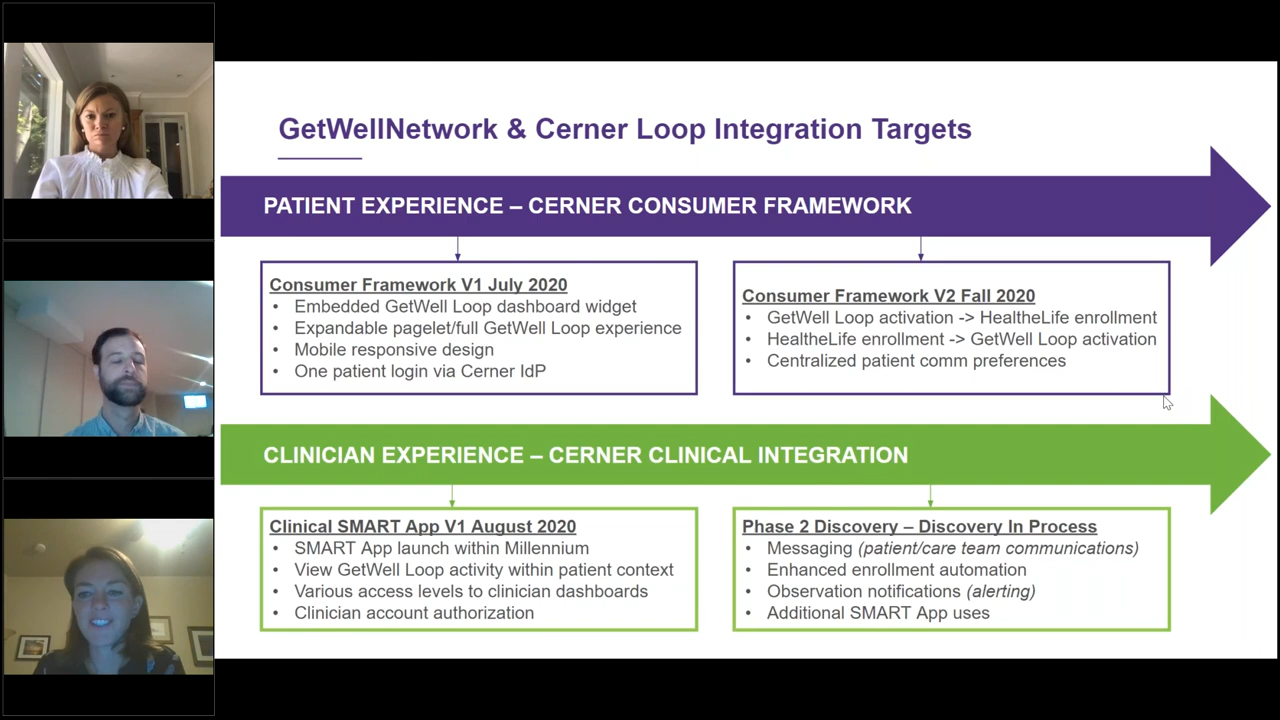 GetWellNetwork & Cerner Loop Integration Targets
PATIENT EXPERIENCE – CERNER CONSUMER FRAMEWORK
Consumer Framework V1 July 2020
• Embedded GetWell Loop dashboard widget
• Expandable pagelet/full GetWell Loop experience
• Mobile responsive design
• One patient login via Cerner IdP
Consumer Framework V2 Fall 2020
• GetWell Loop activation -> HealtheLife enrollment
• HealtheLife enrollment -> GetWell Loop activation
• Centralized patient comm preferences
CLINICIAN EXPERIENCE – CERNER CLINICAL INTEGRATION
Clinical SMART App V1 August 2020
• SMART App launch within Millennium
• View GetWell Loop activity within patient context
• Various access levels to clinician dashboards
• Clinician account authorization
Phase 2 Discovery – Discovery In Process
• Messaging (patient/care team communications)
• Enhanced enrollment automation
• Observation notifications (alerting)
• Additional SMART App uses